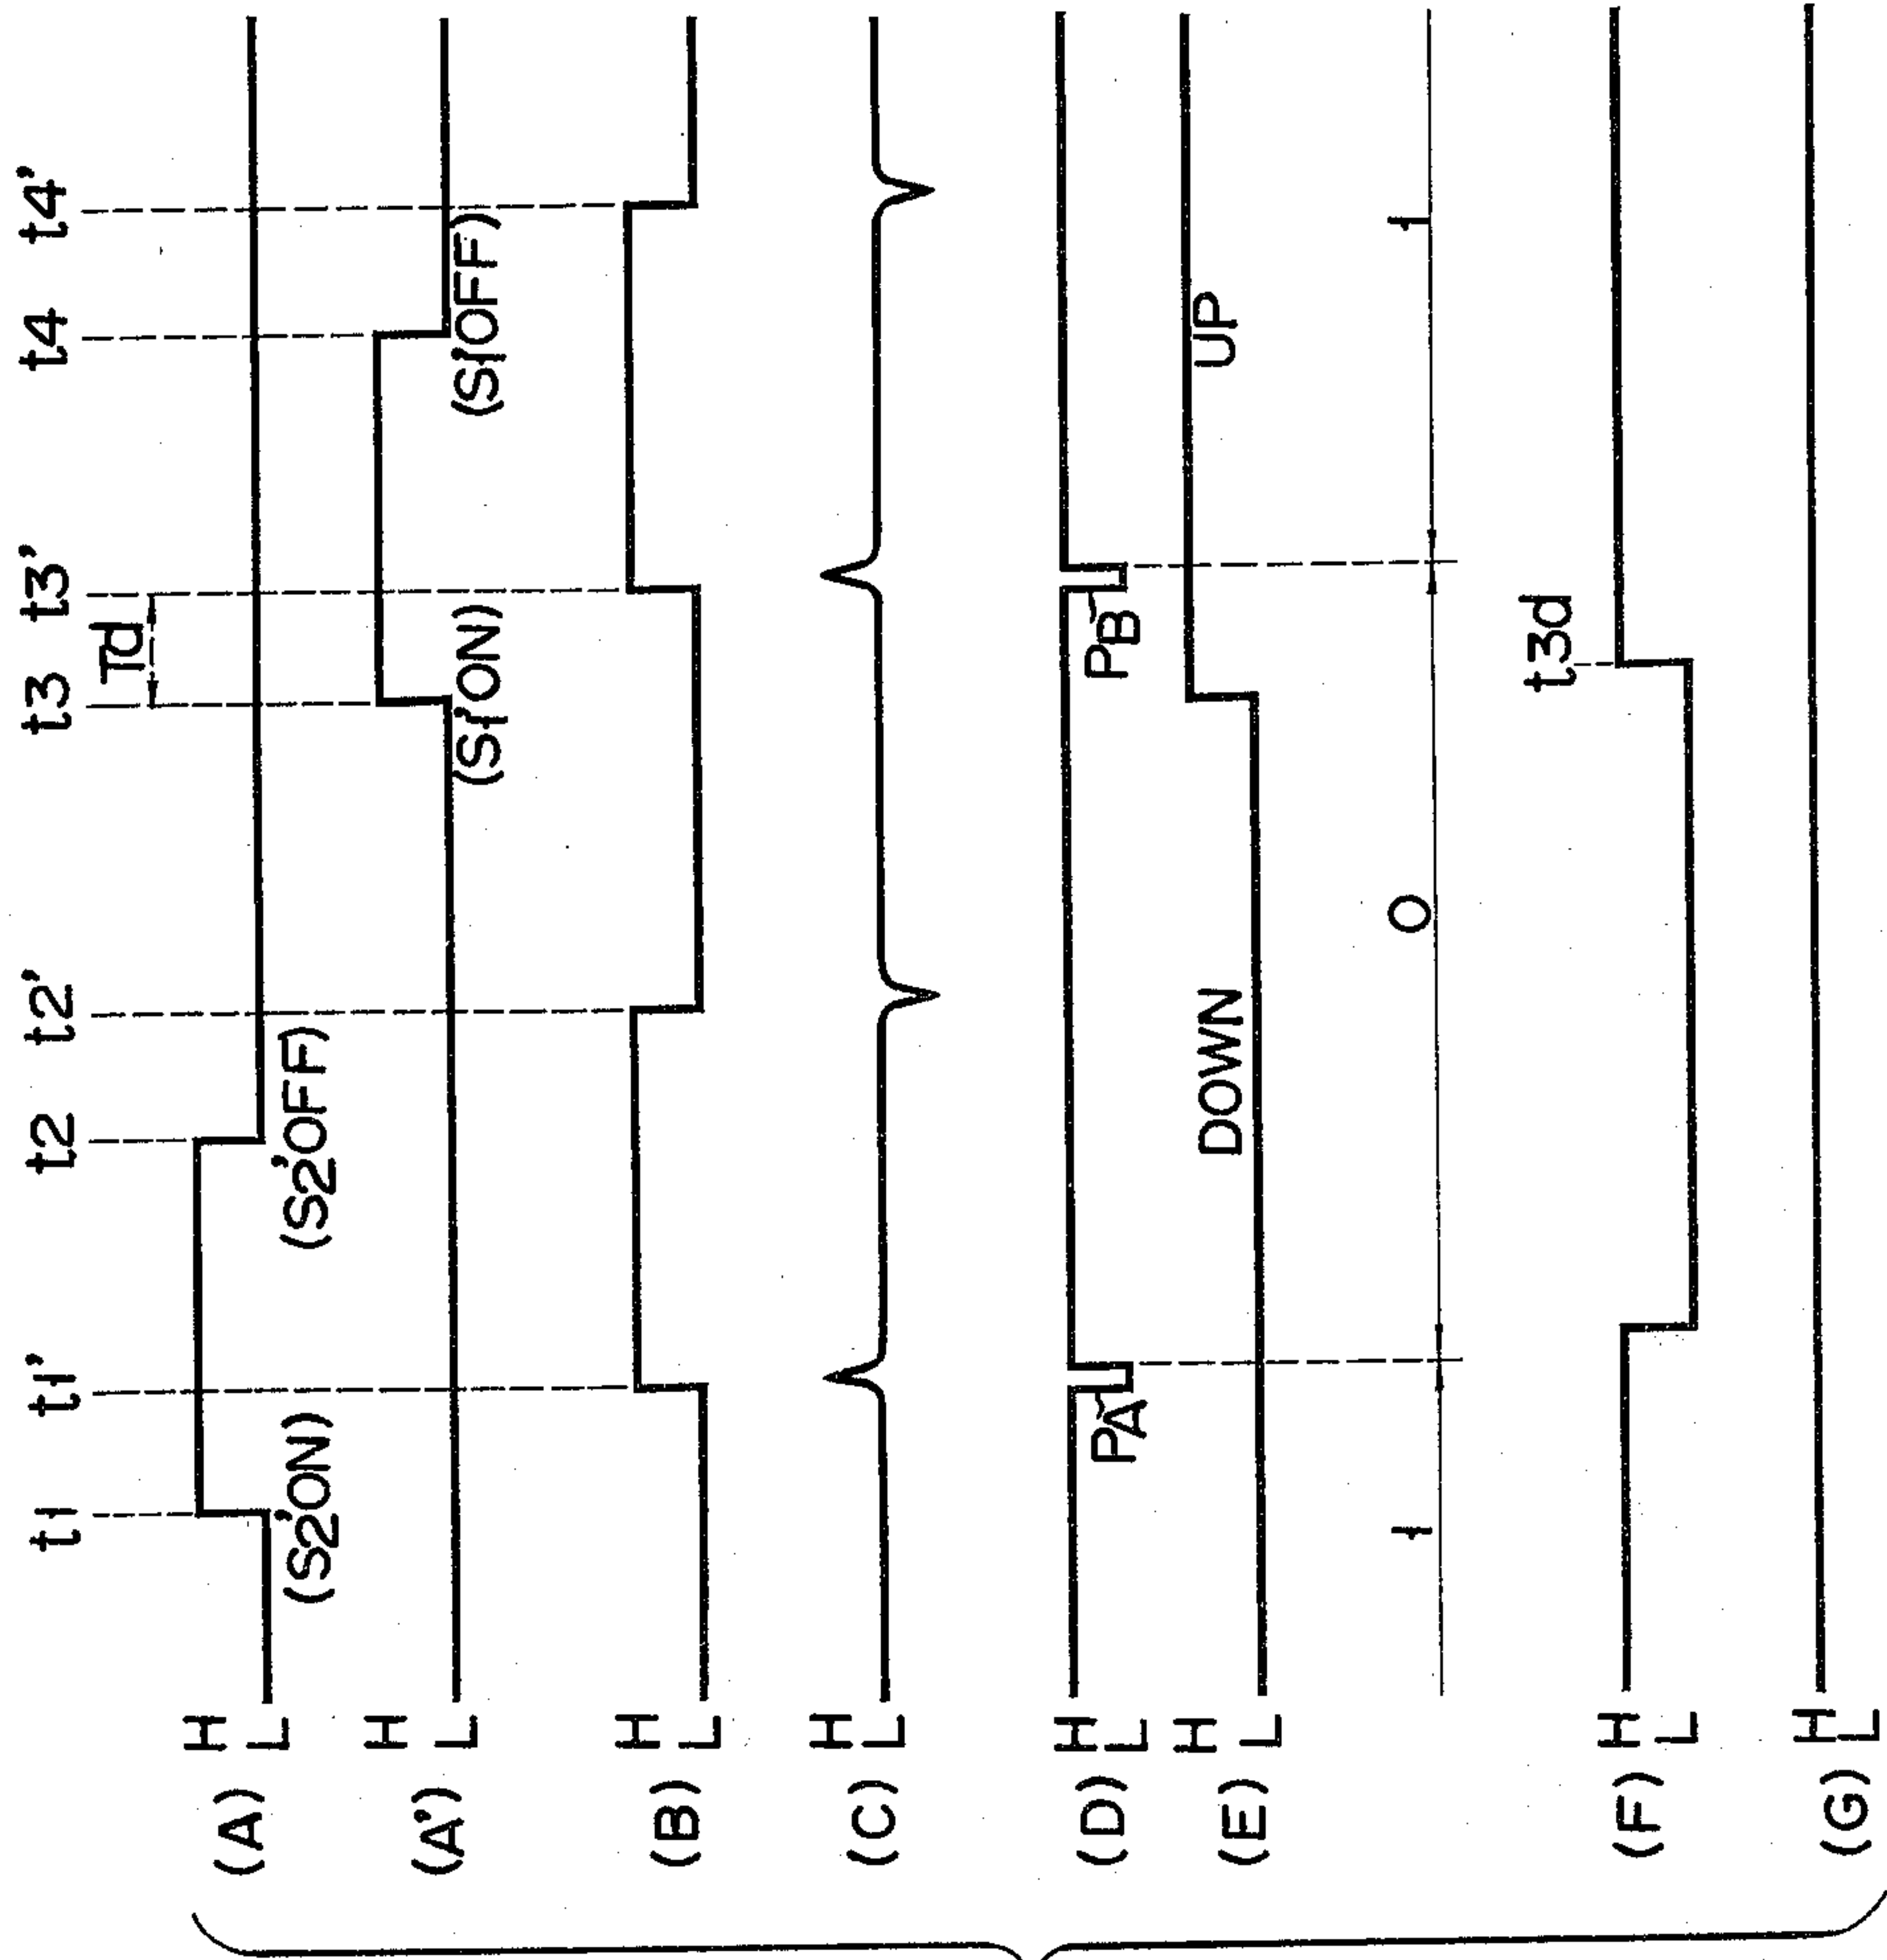 t1 t1' t2 t2' t3 t3' t4 t4'
Td
(A) H
L
(S2'ON) (S2'OFF)
(A') H
L
(S1'ON) (S1'OFF)
(B) H
L
(C) H
L
(D) H
L
PA PB
(E) H
L
DOWN UP
1 0 1
t3d
(F) H
L
(G) H
L